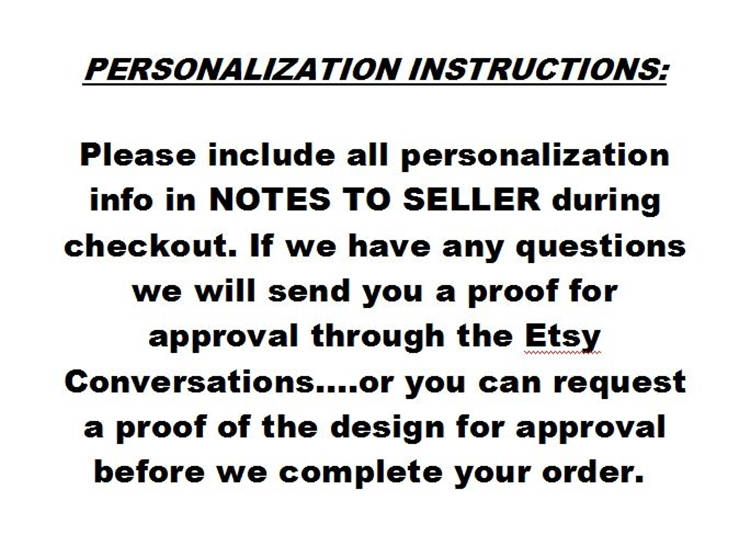 PERSONALIZATION INSTRUCTIONS:
Please include all personalization
info in NOTES TO SELLER during
checkout. If we have any questions
we will send you a proof for
approval through the Etsy
Conversations....or you can request
a proof of the design for approval
before we complete your order.